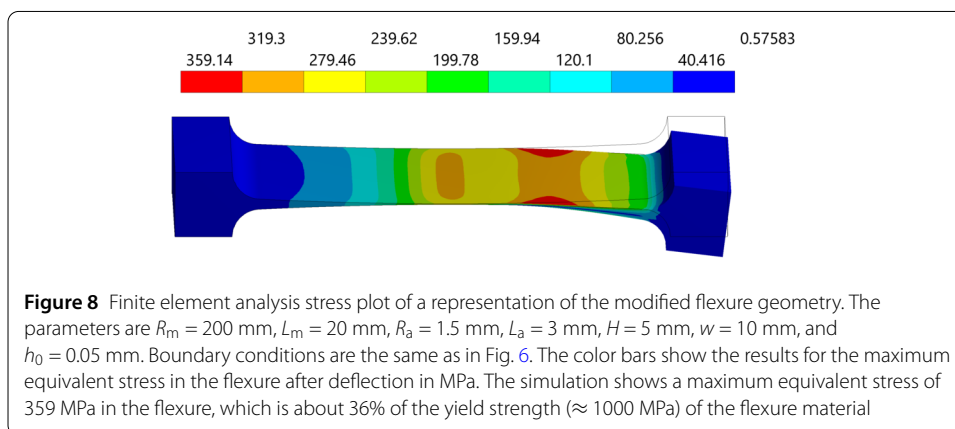 319.3 239.62 159.94 80.256 0.57583
359.14 279.46 199.78 120.1 40.416
Figure 8 Finite element analysis stress plot of a representation of the modified flexure geometry. The
parameters are Rm = 200 mm, Lm = 20 mm, Ra = 1.5 mm, La = 3 mm, H = 5 mm, w = 10 mm, and
h0 = 0.05 mm. Boundary conditions are the same as in Fig. 6. The color bars show the results for the maximum
equivalent stress in the flexure after deflection in MPa. The simulation shows a maximum equivalent stress of
359 MPa in the flexure, which is about 36% of the yield strength (≈ 1000 MPa) of the flexure material